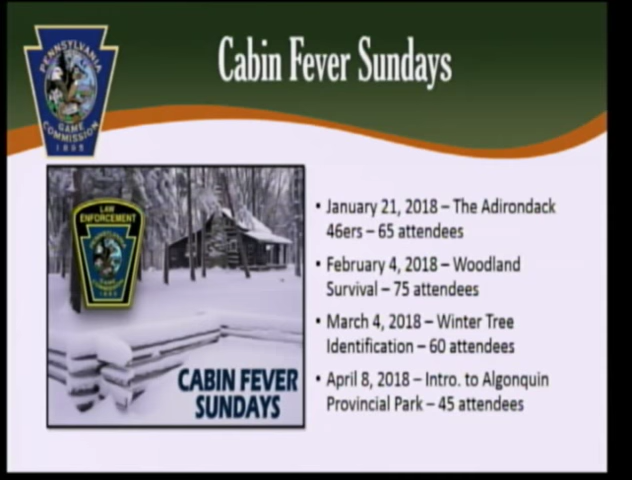 Cabin Fever Sundays
PENNSYLVANIA
GAME
COMMISSION
1895
LAW
ENFORCEMENT
CABIN FEVER
SUNDAYS
• January 21, 2018 – The Adirondack
46ers – 65 attendees
• February 4, 2018 – Woodland
Survival – 75 attendees
• March 4, 2018 – Winter Tree
Identification – 60 attendees
• April 8, 2018 – Intro. to Algonquin
Provincial Park – 45 attendees